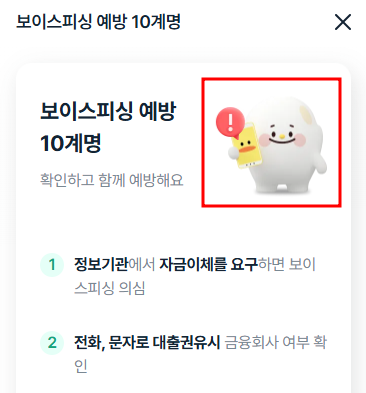 보이스피싱 예방 10계명
보이스피싱 예방
10계명
확인하고 함께 예방해요
1 정보기관에서 자금이체를 요구하면 보이
스피싱 의심
2 전화, 문자로 대출권유시 금융회사 여부 확
인